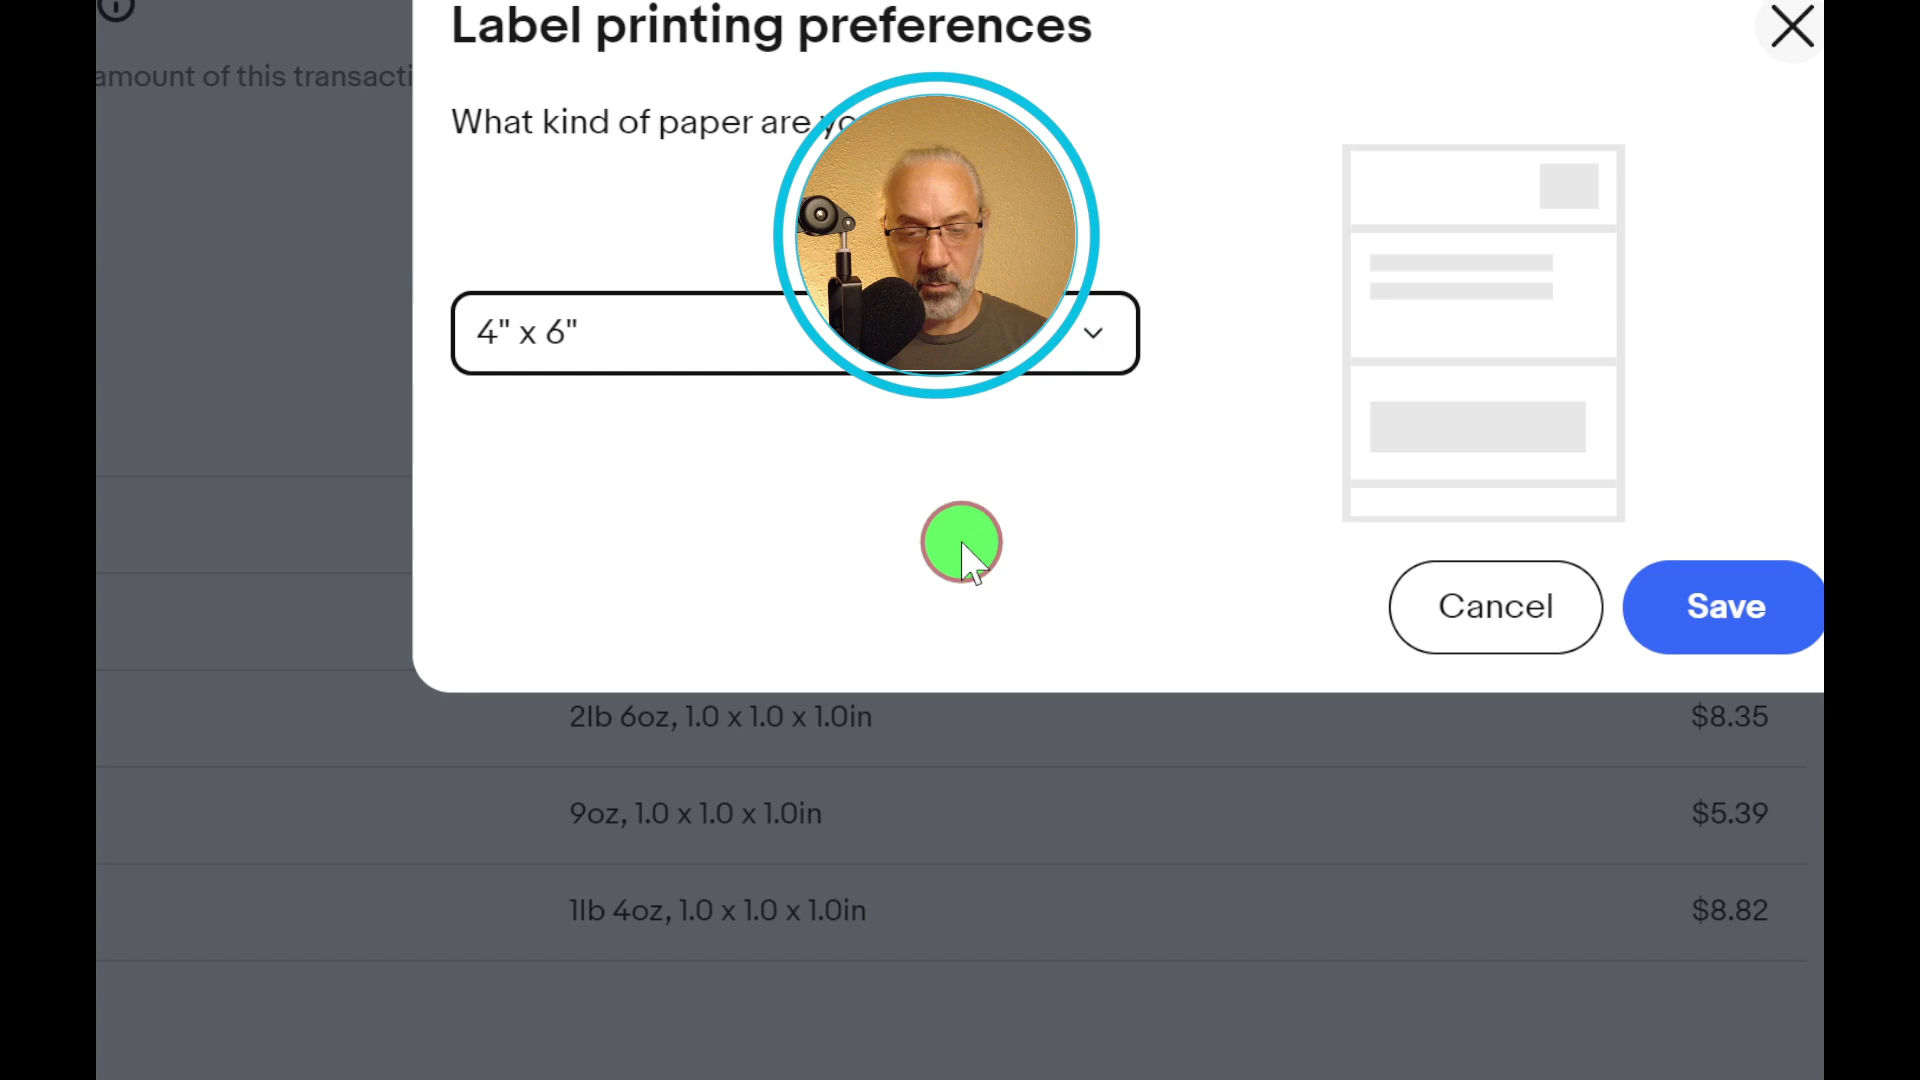 Label printing preferences
amount of this transacti
What kind of paper are yo
4" x 6"
Cancel
Save
2lb 6oz, 1.0 x 1.0 x 1.0in
$8.35
9oz, 1.0 x 1.0 x 1.0in
$5.39
1lb 4oz, 1.0 x 1.0 x 1.0in
$8.82